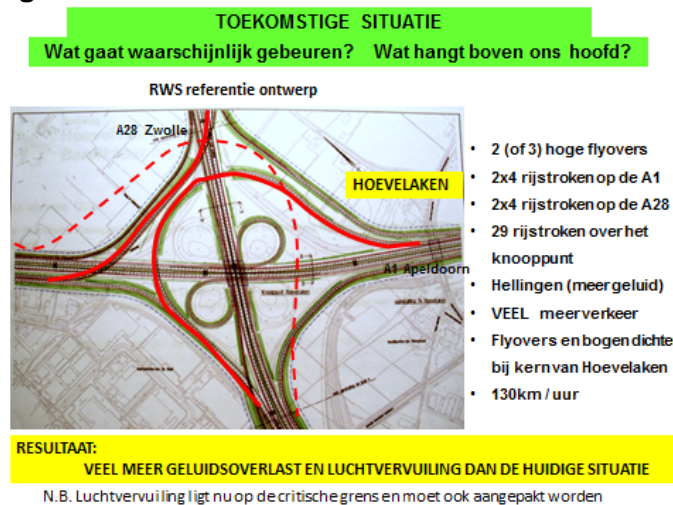 TOEKOMSTIGE SITUATIE
Wat gaat waarschijnlijk gebeuren? Wat hangt boven ons hoofd?
RWS referentie ontwerp
A28 Zwolle
HOEVELAKEN
A1 Apeldoorn
• 2 (of 3) hoge flyovers
• 2x4 rijstroken op de A1
• 2x4 rijstroken op de A28
• 29 rijstroken over het
knooppunt
• Hellingen (meer geluid)
• VEEL meer verkeer
• Flyovers en bogen dichte
bij kern van Hoevelaken
• 130km / uur
RESULTAAT:
VEEL MEER GELUIDSOVERLAST EN LUCHTVERVUILING DAN DE HUIDIGE SITUATIE
N.B. Luchtvervuiling ligt nu op de critische grens en moet ook aangepakt worden